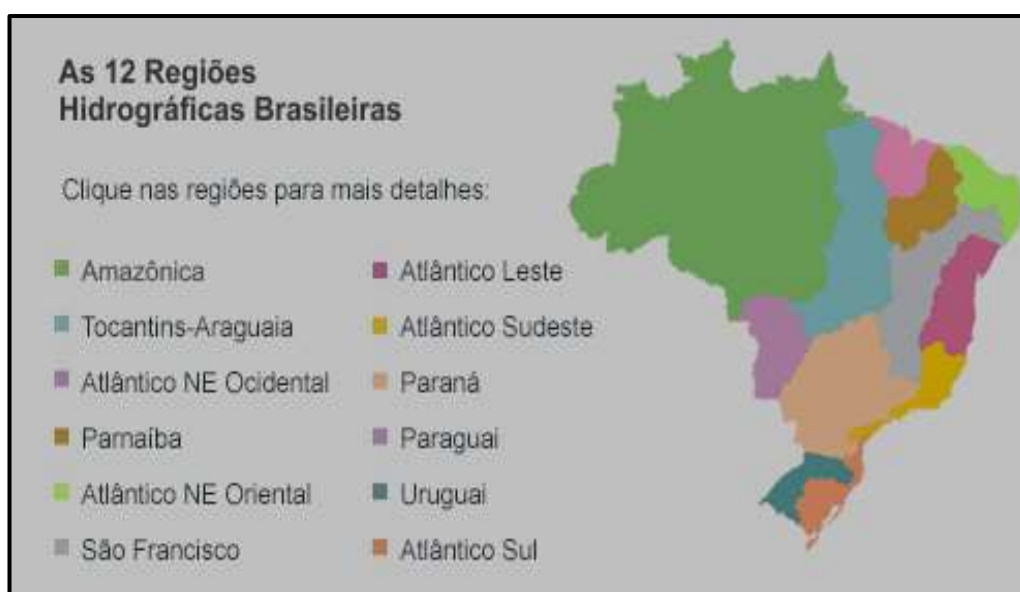 As 12 Regiões
Hidrográficas Brasileiras
Clique nas regiões para mais detalhes:
Amazônica
Tocantins-Araguaia
Atlântico NE Ocidental
Parnaíba
Atlântico NE Oriental
São Francisco
Atlântico Leste
Atlântico Sudeste
Paraná
Paraguai
Uruguai
Atlântico Sul